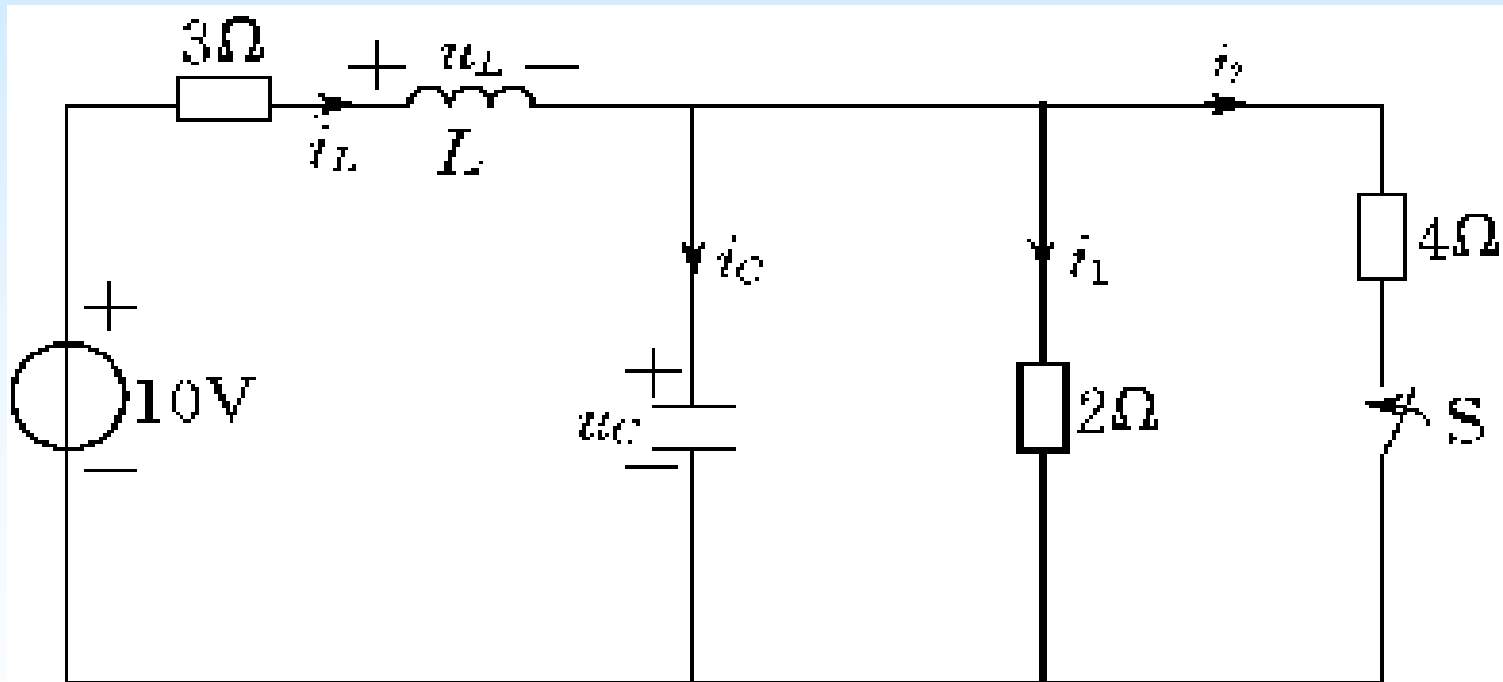 3Ω
+ u_L −
i_L
L
i_2
i_C
i_1
4Ω
+
10V
−
+
u_C
−
2Ω
S